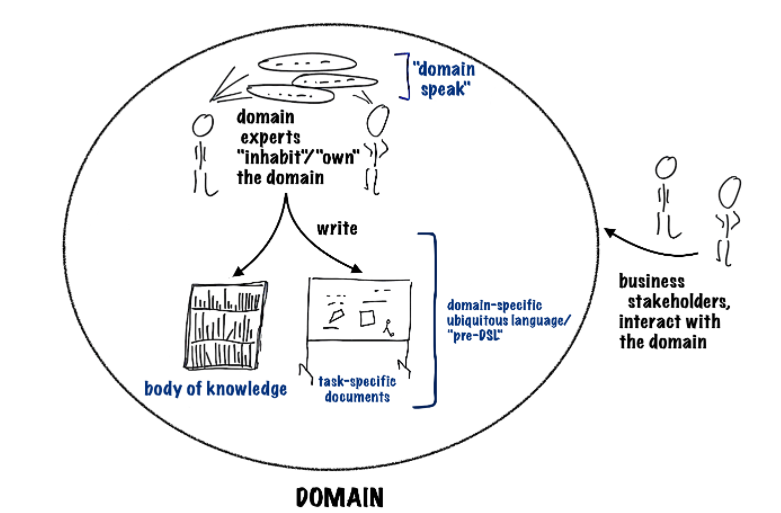 "domain
speak"
domain
experts
"inhabit"/"own"
the domain
write
domain-specific
ubiquitous language/
"pre-DSL"
business
stakeholders,
interact with
the domain
body of knowledge
task-specific
documents
DOMAIN